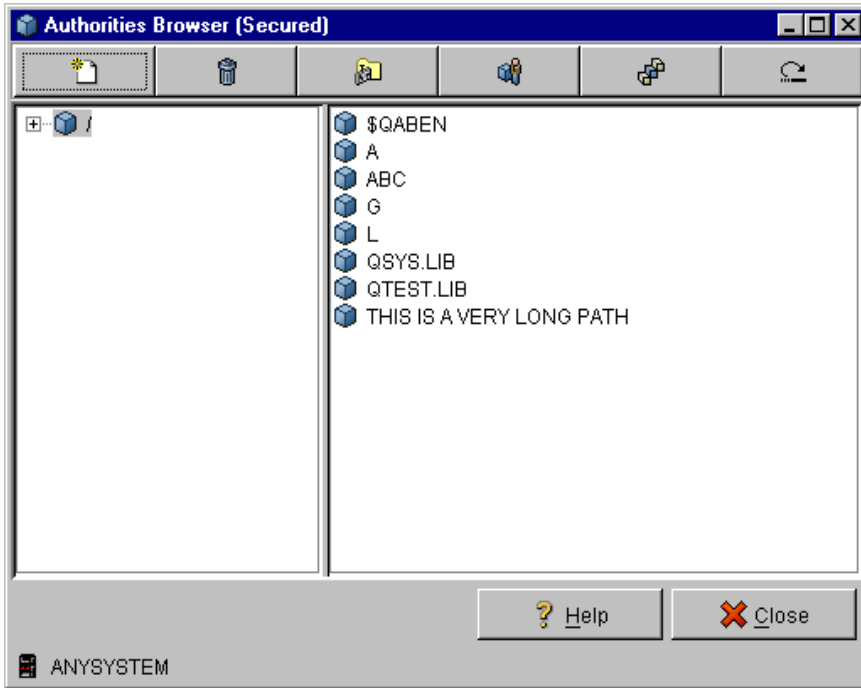 Authorities Browser (Secured)
/
$QABEN
A
ABC
G
L
QSYS.LIB
QTEST.LIB
THIS IS A VERY LONG PATH
Help
Close
ANYSYSTEM